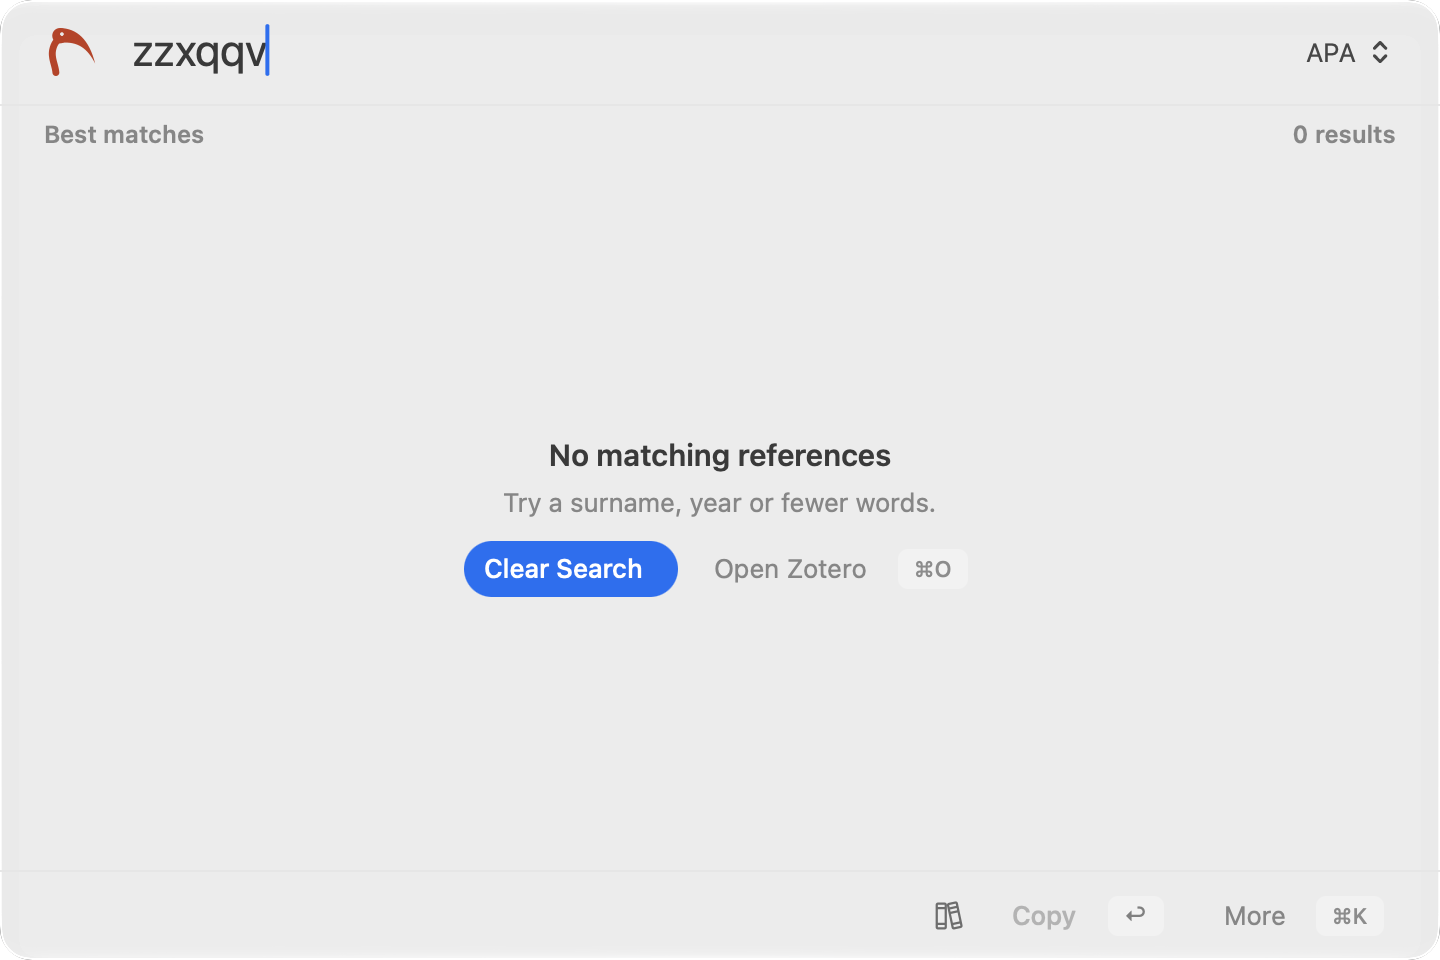 zzxqqv
APA
Best matches
0 results
No matching references
Try a surname, year or fewer words.
Clear Search
Open Zotero ⌘O
Copy ↩
More ⌘K